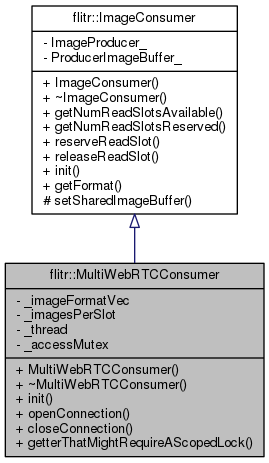 flitr::ImageConsumer
- ImageProducer_
- ProducerImageBuffer_
+ ImageConsumer()
+ ~ImageConsumer()
+ getNumReadSlotsAvailable()
+ getNumReadSlotsReserved()
+ reserveReadSlot()
+ releaseReadSlot()
+ init()
+ getFormat()
# setSharedImageBuffer()
flitr::MultiWebRTCConsumer
- _imageFormatVec
- _imagesPerSlot
- _thread
- _accessMutex
+ MultiWebRTCConsumer()
+ ~MultiWebRTCConsumer()
+ init()
+ openConnection()
+ closeConnection()
+ getterThatMightRequireAScopedLock()